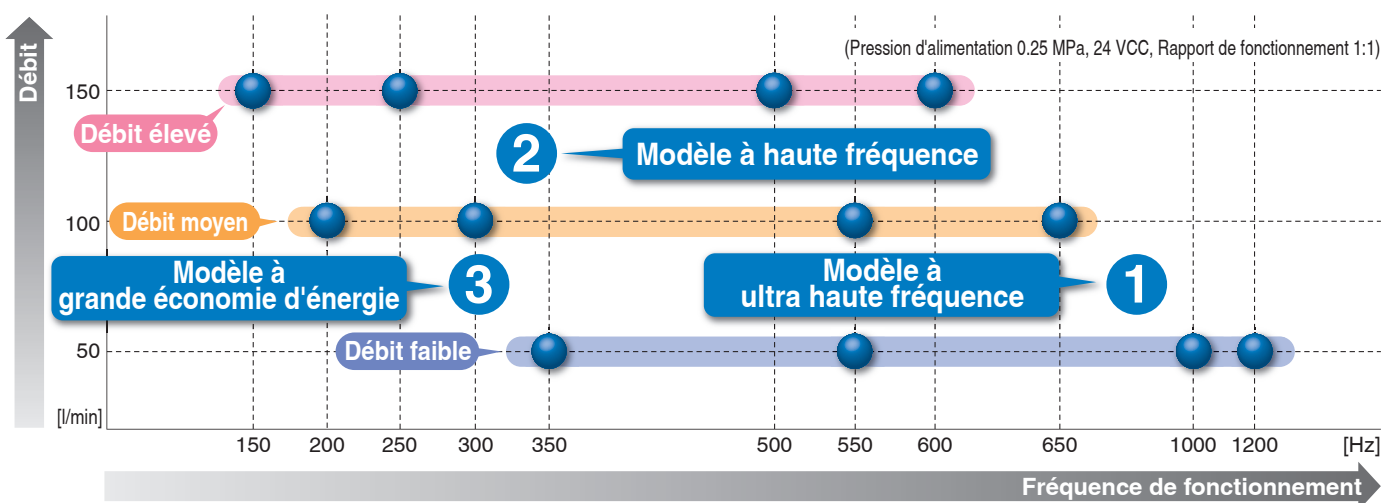 Débit
(Pression d'alimentation 0.25 MPa, 24 VCC, Rapport de fonctionnement 1:1)
150
Débit élevé
2
Modèle à haute fréquence
100
Débit moyen
Modèle à
grande économie d'énergie
3
Modèle à
ultra haute fréquence
1
50
Débit faible
[l/min]
150 200 250 300 350 500 550 600 650 1000 1200 [Hz]
Fréquence de fonctionnement